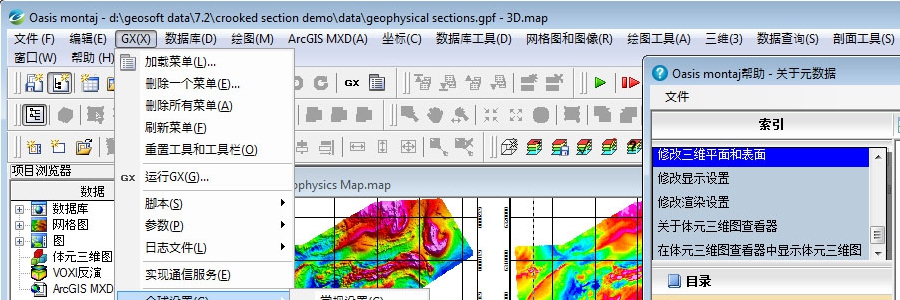 Oasis montaj - d:\geosoft data\7.2\crooked section demo\data\geophysical sections.gpf - 3D.map
文件 (F) 编辑(E) GX(X) 数据库(D) 绘图(M) ArcGIS MXD(A) 坐标(C) 数据库工具(D) 网格图和图像(R) 绘图工具(A) 三维(3) 数据查询(S) 剖面工具(S)
窗口(W) 帮助 (H)
加载菜单(L)...
删除一个菜单(E)...
删除所有菜单(A)
刷新菜单(F)
重置工具和工具栏(O)
GX 运行GX(G)...
脚本(S)
参数(P)
日志文件(L)
实现通信服务(E)
GX
项目浏览器
数据
数据库
网格图
图
体元三维图
VOXI反演
ArcGIS MXD
ophysics Map.map
Oasis montaj帮助 - 关于元数据
文件
索引
修改三维平面和表面
修改显示设置
修改渲染设置
关于体元三维图查看器
在体元三维图查看器中显示体元三维图
目录